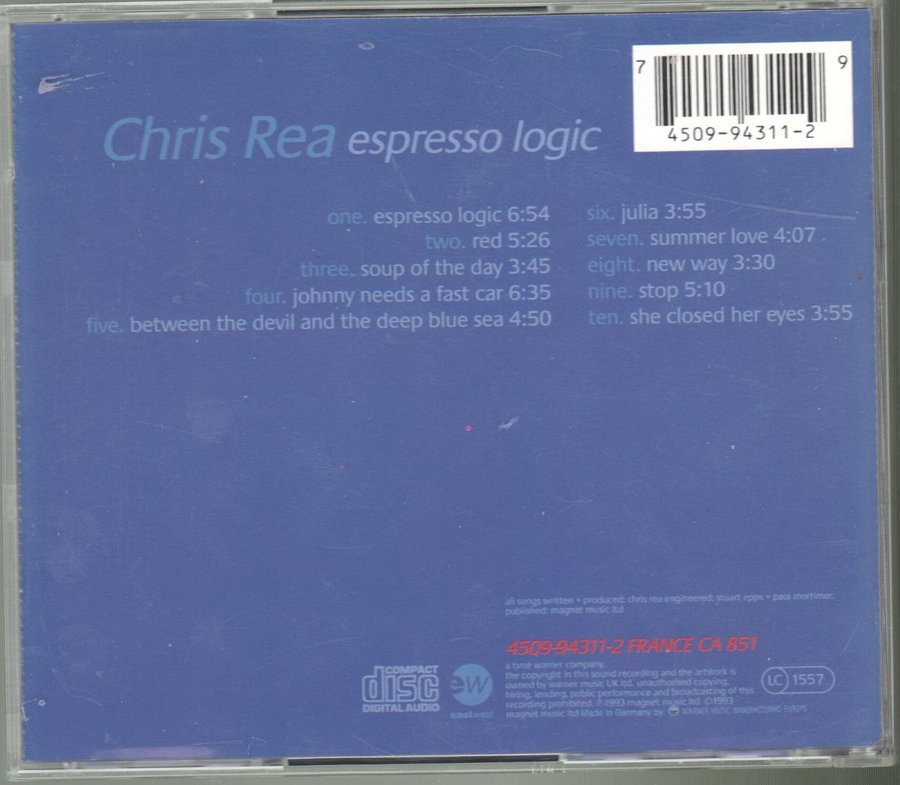 7 4509-94311-2 9
Chris Rea espresso logic
one. espresso logic 6:54
two. red 5:26
three. soup of the day 3:45
four. johnny needs a fast car 6:35
five. between the devil and the deep blue sea 4:50
six. julia 3:55
seven. summer love 4:07
eight. new way 3:30
nine. stop 5:10
ten. she closed her eyes 3:55
all songs written • produced: chris rea engineered: stuart epps • paul mortimer.
published: magnet music ltd
4509-94311-2 FRANCE CA 851
a time warner company.
the copyright in this sound recording and the artwork is
owned by warner music UK ltd. unauthorised copying,
hiring, lending, public performance and broadcasting of this
recording prohibited. ℗1993 magnet music ltd ©1993
magnet music ltd Made in Germany by WARNER MUSIC MANUFACTURING EUROPE
COMPACT
disc
DIGITAL AUDIO
ew
eastwest
LC 1557